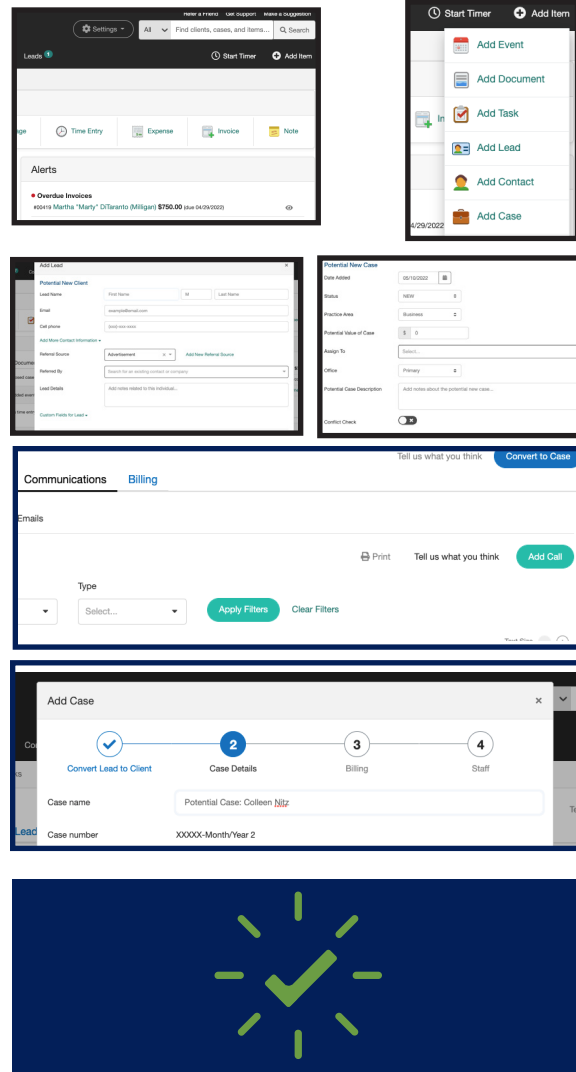 Refer a Friend Get Support Make a Suggestion
Settings All Find clients, cases, and items... Search
Leads 1 Start Timer Add Item
age Time Entry Expense Invoice Note
Alerts
Overdue Invoices
#00419 Martha "Marty" DiTaranto (Milligan) $750.00 (due 04/29/2022)
Start Timer Add Item
Add Event
Add Document
In Add Task
Add Lead
Add Contact
4/29/2022 Add Case
Add Lead ×
Potential New Client
Lead Name First Name M Last Name
Email example@email.com
Cell phone (xxx)-xxx-xxxx
Add More Contact Information
Referral Source Advertisement × Add New Referral Source
Referred By Search for an existing contact or company
Lead Details Add notes related to this individual...
Custom Fields for Lead
Potential New Case
Date Added 05/10/2022
Status NEW
Practice Area Business
Potential Value of Case $ 0
Assign To Select...
Office Primary
Potential Case Description Add notes about the potential new case...
Conflict Check
Tell us what you think Convert to Case
Communications Billing
Emails
Print Tell us what you think Add Call
Type
Select... Apply Filters Clear Filters
Text Size
Add Case ×
2 3 4
Convert Lead to Client Case Details Billing Staff
Case name Potential Case: Colleen Nitz
Lead Case number XXXXX-Month/Year 2